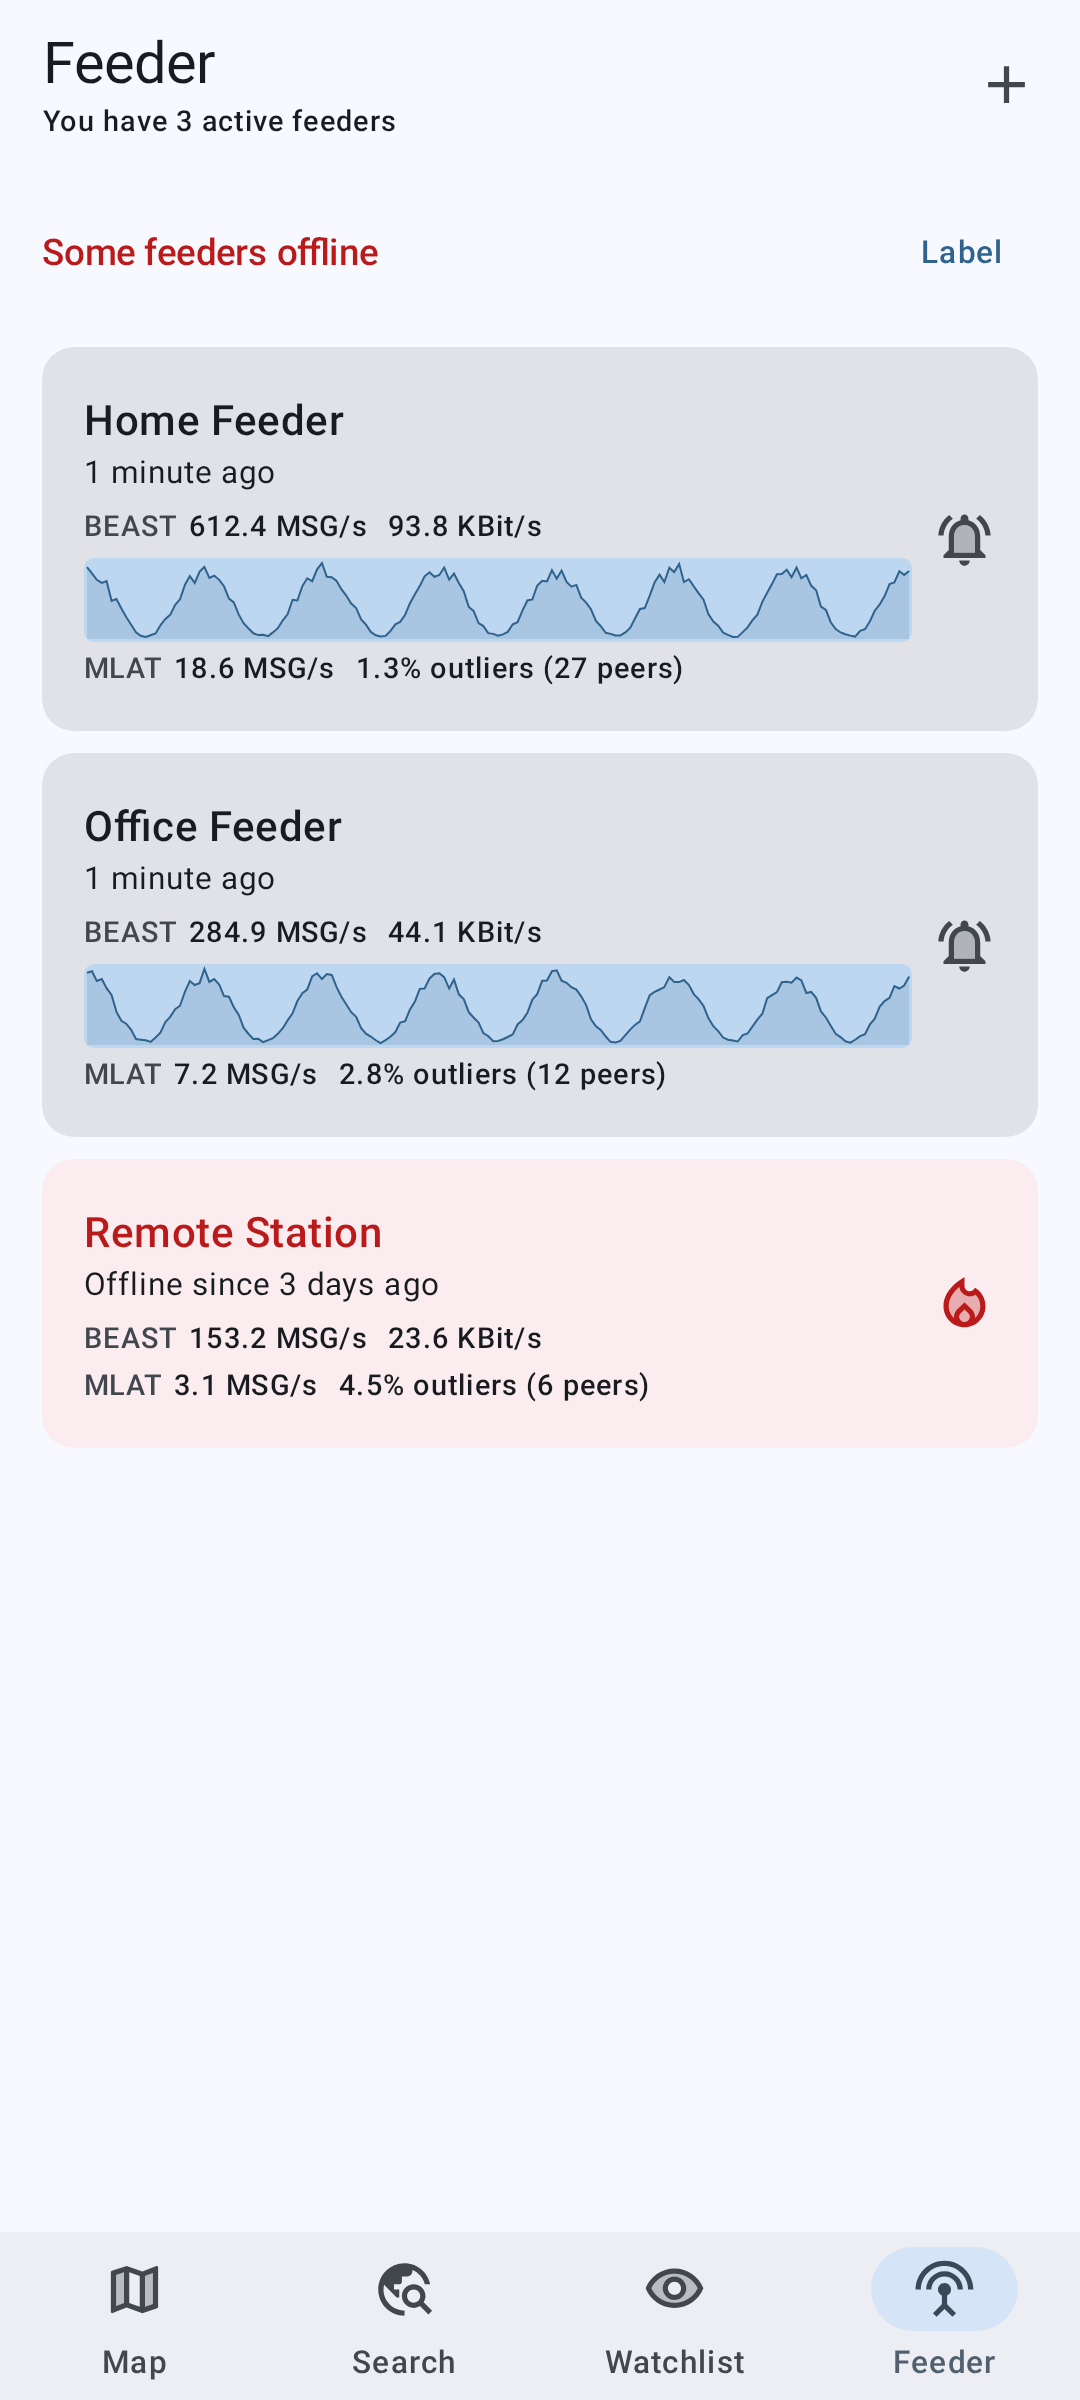 Feeder
You have 3 active feeders
Some feeders offline
Label
Home Feeder
1 minute ago
BEAST 612.4 MSG/s 93.8 KBit/s
MLAT 18.6 MSG/s 1.3% outliers (27 peers)
Office Feeder
1 minute ago
BEAST 284.9 MSG/s 44.1 KBit/s
MLAT 7.2 MSG/s 2.8% outliers (12 peers)
Remote Station
Offline since 3 days ago
BEAST 153.2 MSG/s 23.6 KBit/s
MLAT 3.1 MSG/s 4.5% outliers (6 peers)
Map
Search
Watchlist
Feeder